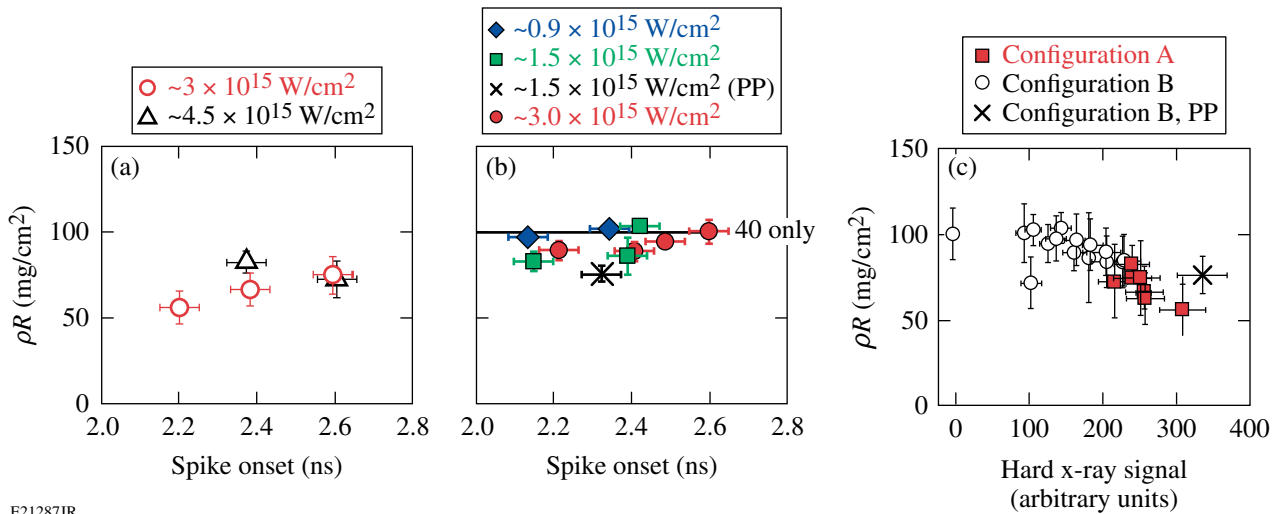 ~3 × 10¹⁵ W/cm²
~4.5 × 10¹⁵ W/cm²
(a)
ρR (mg/cm²)
150
100
50
0
2.0 2.2 2.4 2.6 2.8
Spike onset (ns)
~0.9 × 10¹⁵ W/cm²
~1.5 × 10¹⁵ W/cm²
~1.5 × 10¹⁵ W/cm² (PP)
~3.0 × 10¹⁵ W/cm²
(b)
40 only
2.0 2.2 2.4 2.6 2.8
Spike onset (ns)
Configuration A
Configuration B
Configuration B, PP
(c)
ρR (mg/cm²)
150
100
50
0
0 100 200 300 400
Hard x-ray signal
(arbitrary units)
E21287JR